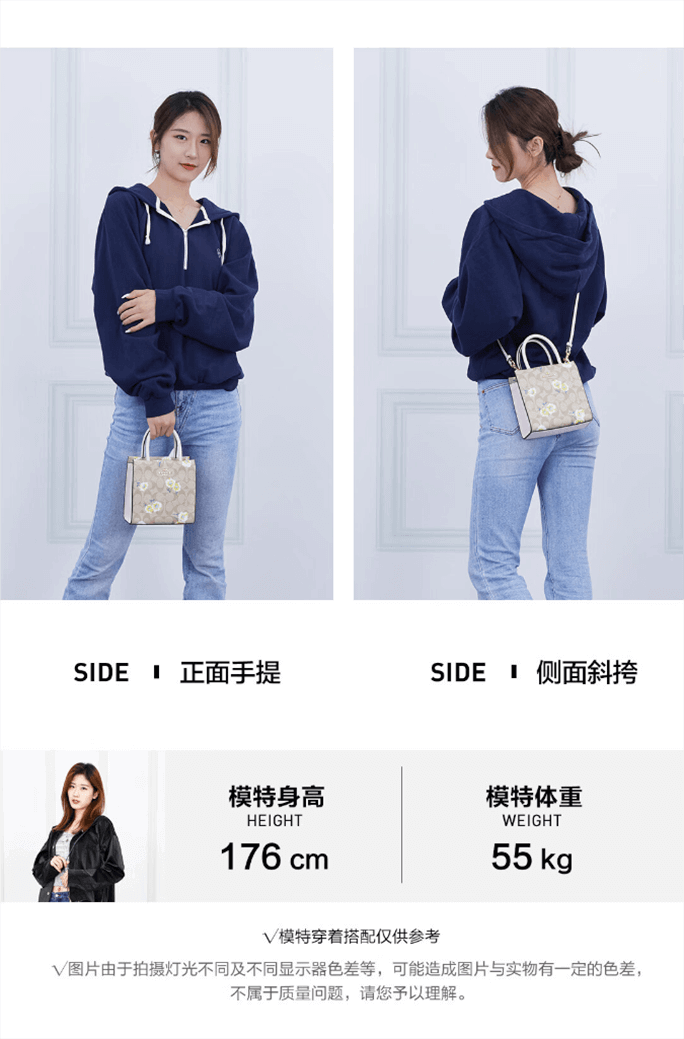 SIDE 正面手提
SIDE 侧面斜挎
模特身高
HEIGHT
176 cm
模特体重
WEIGHT
55 kg
√模特穿着搭配仅供参考
√图片由于拍摄灯光不同及不同显示器色差等，可能造成图片与实物有一定的色差，
不属于质量问题，请您予以理解。